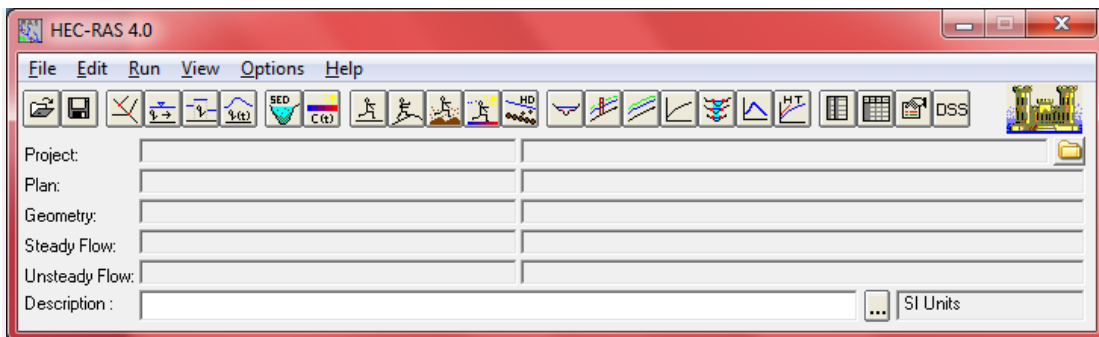 HEC-RAS 4.0
File Edit Run View Options Help
SED C(t) HD HT DSS
Project:
Plan:
Geometry:
Steady Flow:
Unsteady Flow:
Description : ... SI Units